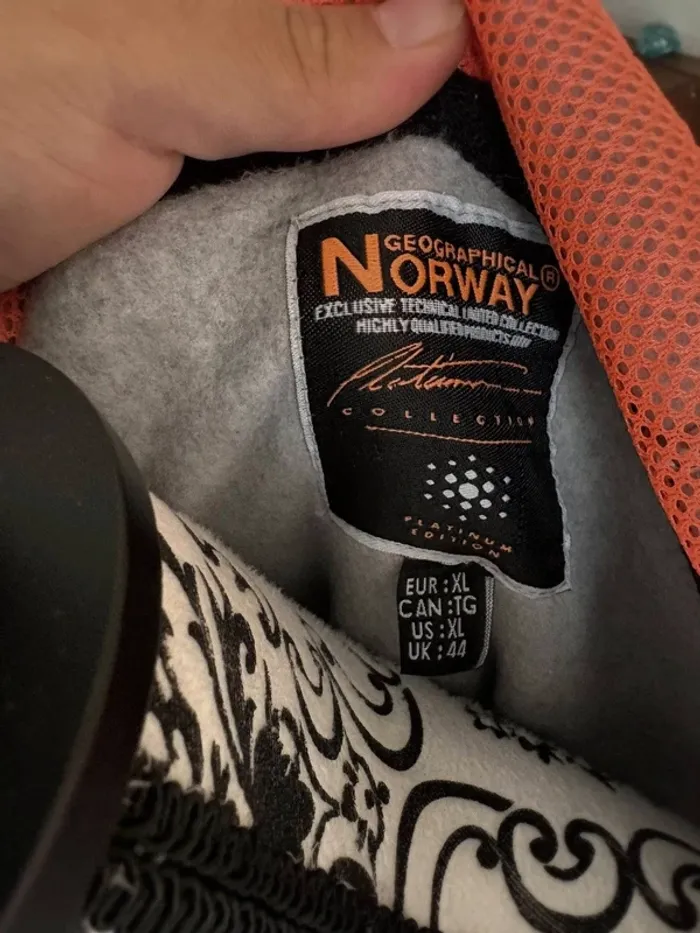 GEOGRAPHICAL
NORWAY®
EXCLUSIVE TECHNICAL LIMITED COLLECTION
HIGHLY QUALIFIED PRODUCTS
Platinum
COLLECTION
PLATINUM
EDITION
EUR : XL
CAN : TG
US : XL
UK : 44